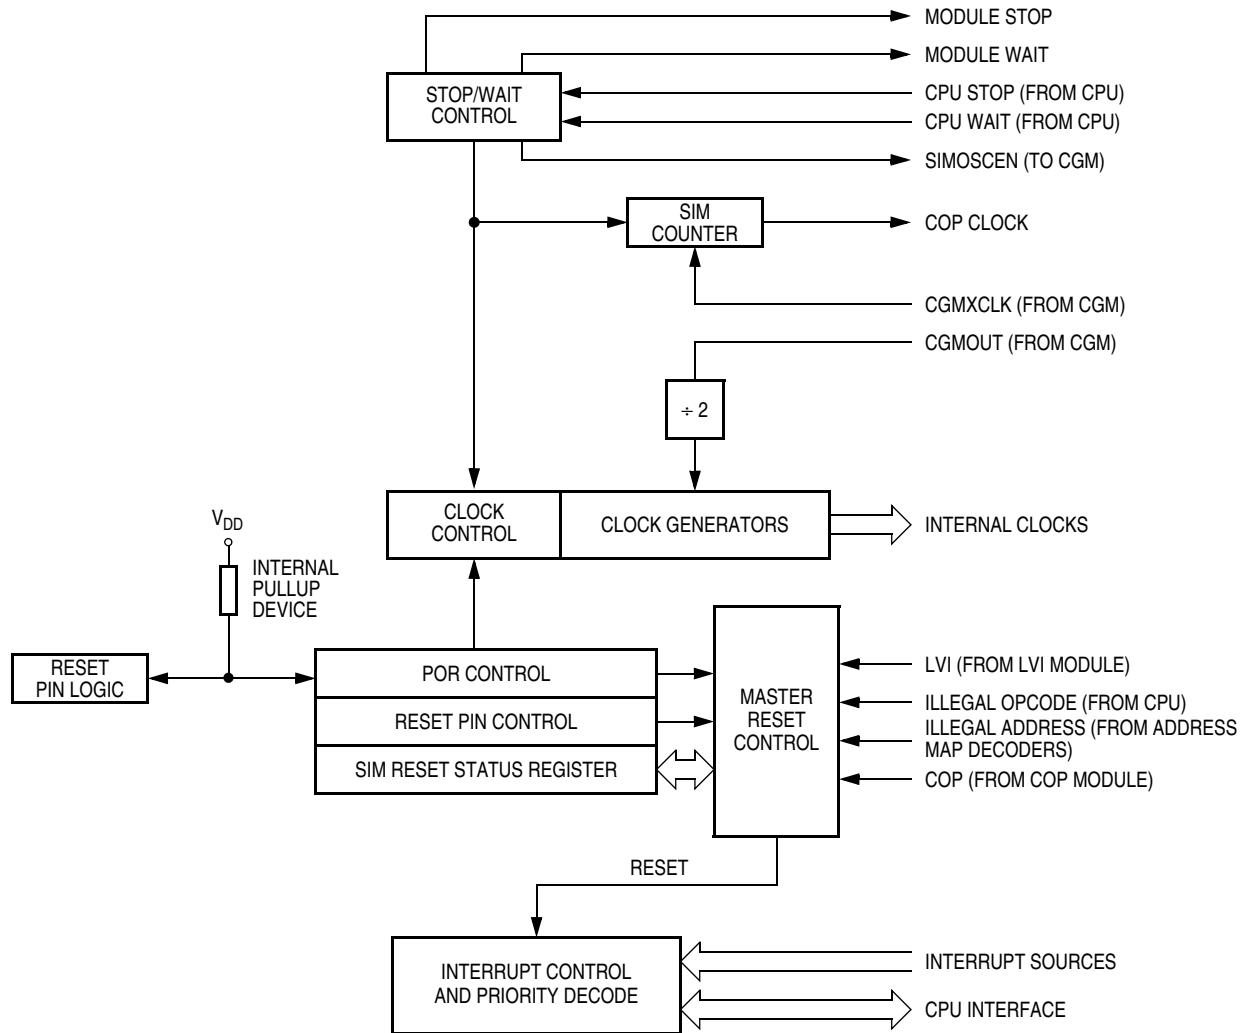 MODULE STOP
MODULE WAIT
STOP/WAIT
CONTROL
CPU STOP (FROM CPU)
CPU WAIT (FROM CPU)
SIMOSCEN (TO CGM)
SIM
COUNTER
COP CLOCK
CGMXCLK (FROM CGM)
CGMOUT (FROM CGM)
÷ 2
CLOCK
CONTROL
CLOCK GENERATORS
INTERNAL CLOCKS
VDD
INTERNAL
PULLUP
DEVICE
RESET
PIN LOGIC
POR CONTROL
RESET PIN CONTROL
SIM RESET STATUS REGISTER
MASTER
RESET
CONTROL
LVI (FROM LVI MODULE)
ILLEGAL OPCODE (FROM CPU)
ILLEGAL ADDRESS (FROM ADDRESS
MAP DECODERS)
COP (FROM COP MODULE)
RESET
INTERRUPT CONTROL
AND PRIORITY DECODE
INTERRUPT SOURCES
CPU INTERFACE